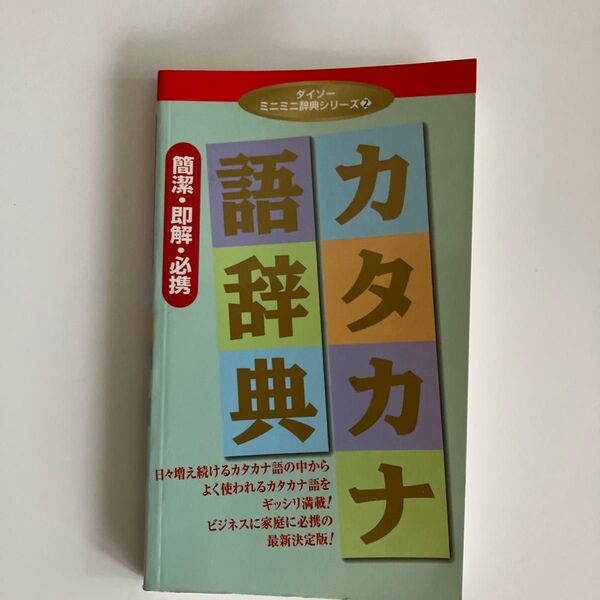 ダイソー
ミニミニ辞典シリーズ❷
カタカナ
語辞典
簡潔・即解・必携
日々増え続けるカタカナ語の中から
よく使われるカタカナ語を
ギッシリ満載!
ビジネスに家庭に必携の
最新決定版!